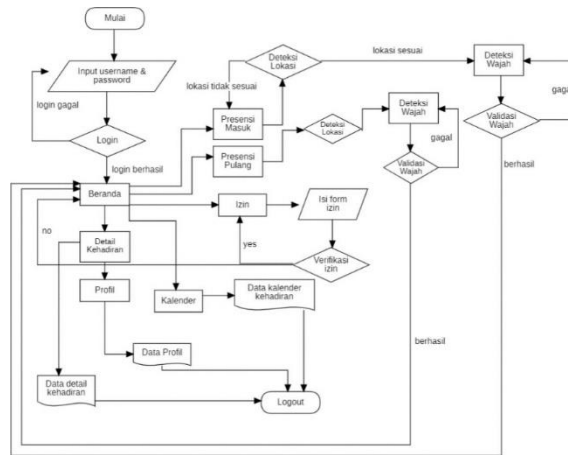 Mulai
Input username &
password
login gagal
Login
login berhasil
Beranda
no
Detail
Kehadiran
Profil
Data Profil
Data detail
kehadiran
Kalender
Data kalender
kehadiran
Logout
Izin
Isi form
izin
yes
Verifikasi
izin
Presensi
Masuk
lokasi tidak sesuai
Deteksi
Lokasi
lokasi sesuai
Deteksi
Wajah
gaga
Validasi
Wajah
berhasil
Presensi
Pulang
Deteksi
Lokasi
Deteksi
Wajah
gagal
Validasi
Wajah
berhasil